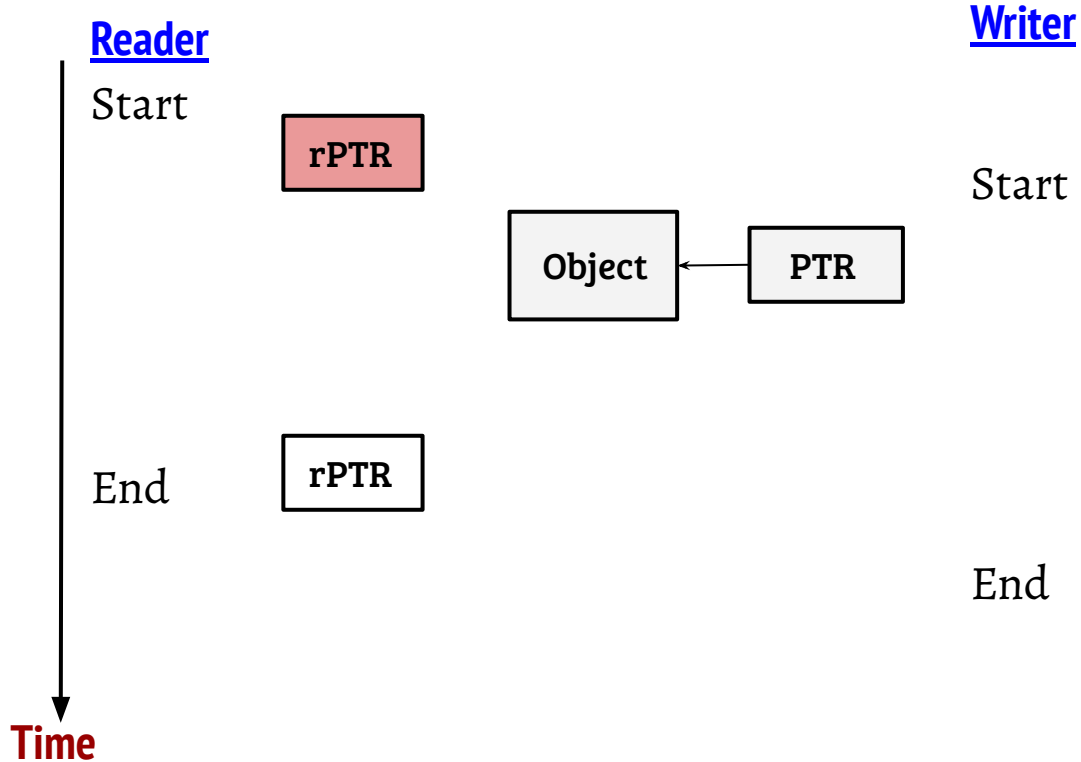 Reader
Writer
Start
rPTR
Start
Object
PTR
rPTR
End
End
Time